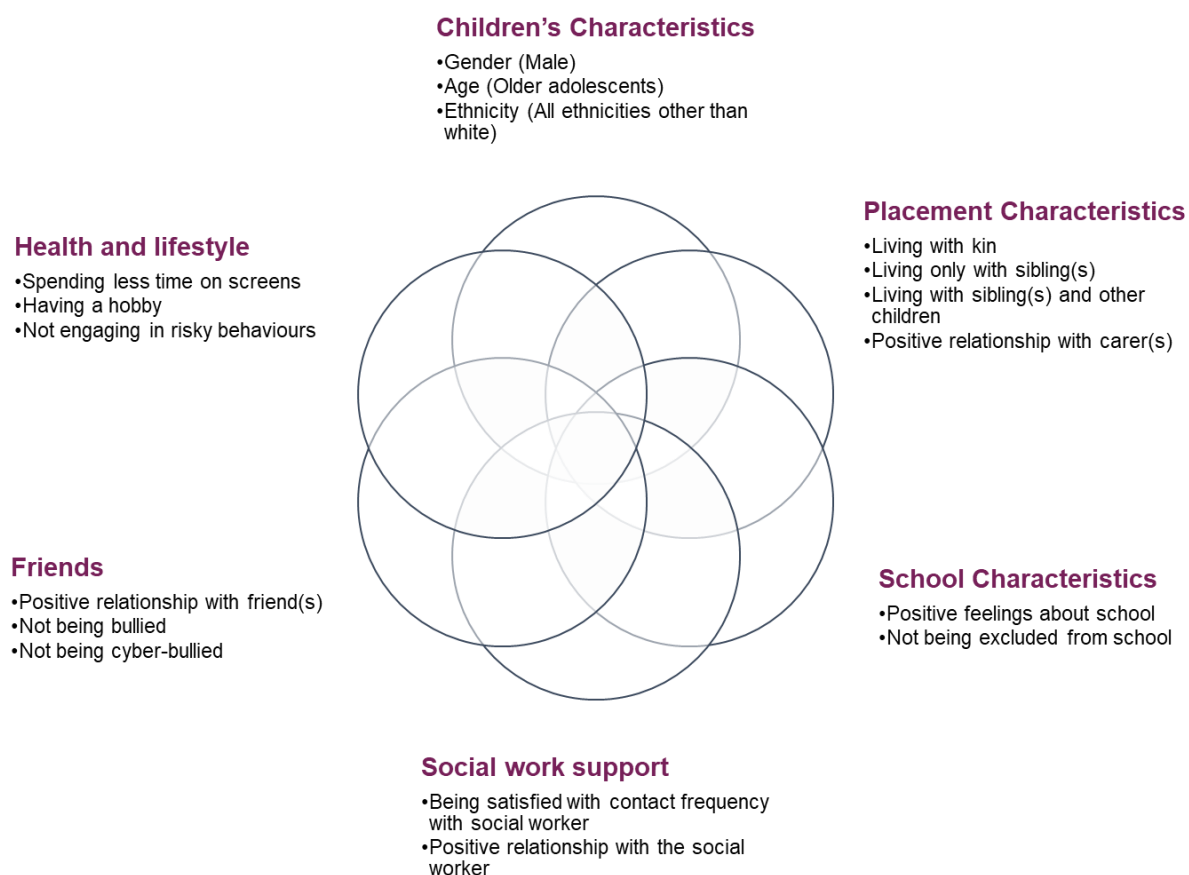 Children’s Characteristics
•Gender (Male)
•Age (Older adolescents)
•Ethnicity (All ethnicities other than
white)
Placement Characteristics
•Living with kin
•Living only with sibling(s)
•Living with sibling(s) and other
children
•Positive relationship with carer(s)
School Characteristics
•Positive feelings about school
•Not being excluded from school
Social work support
•Being satisfied with contact frequency
with social worker
•Positive relationship with the social
worker
Friends
•Positive relationship with friend(s)
•Not being bullied
•Not being cyber-bullied
Health and lifestyle
•Spending less time on screens
•Having a hobby
•Not engaging in risky behaviours